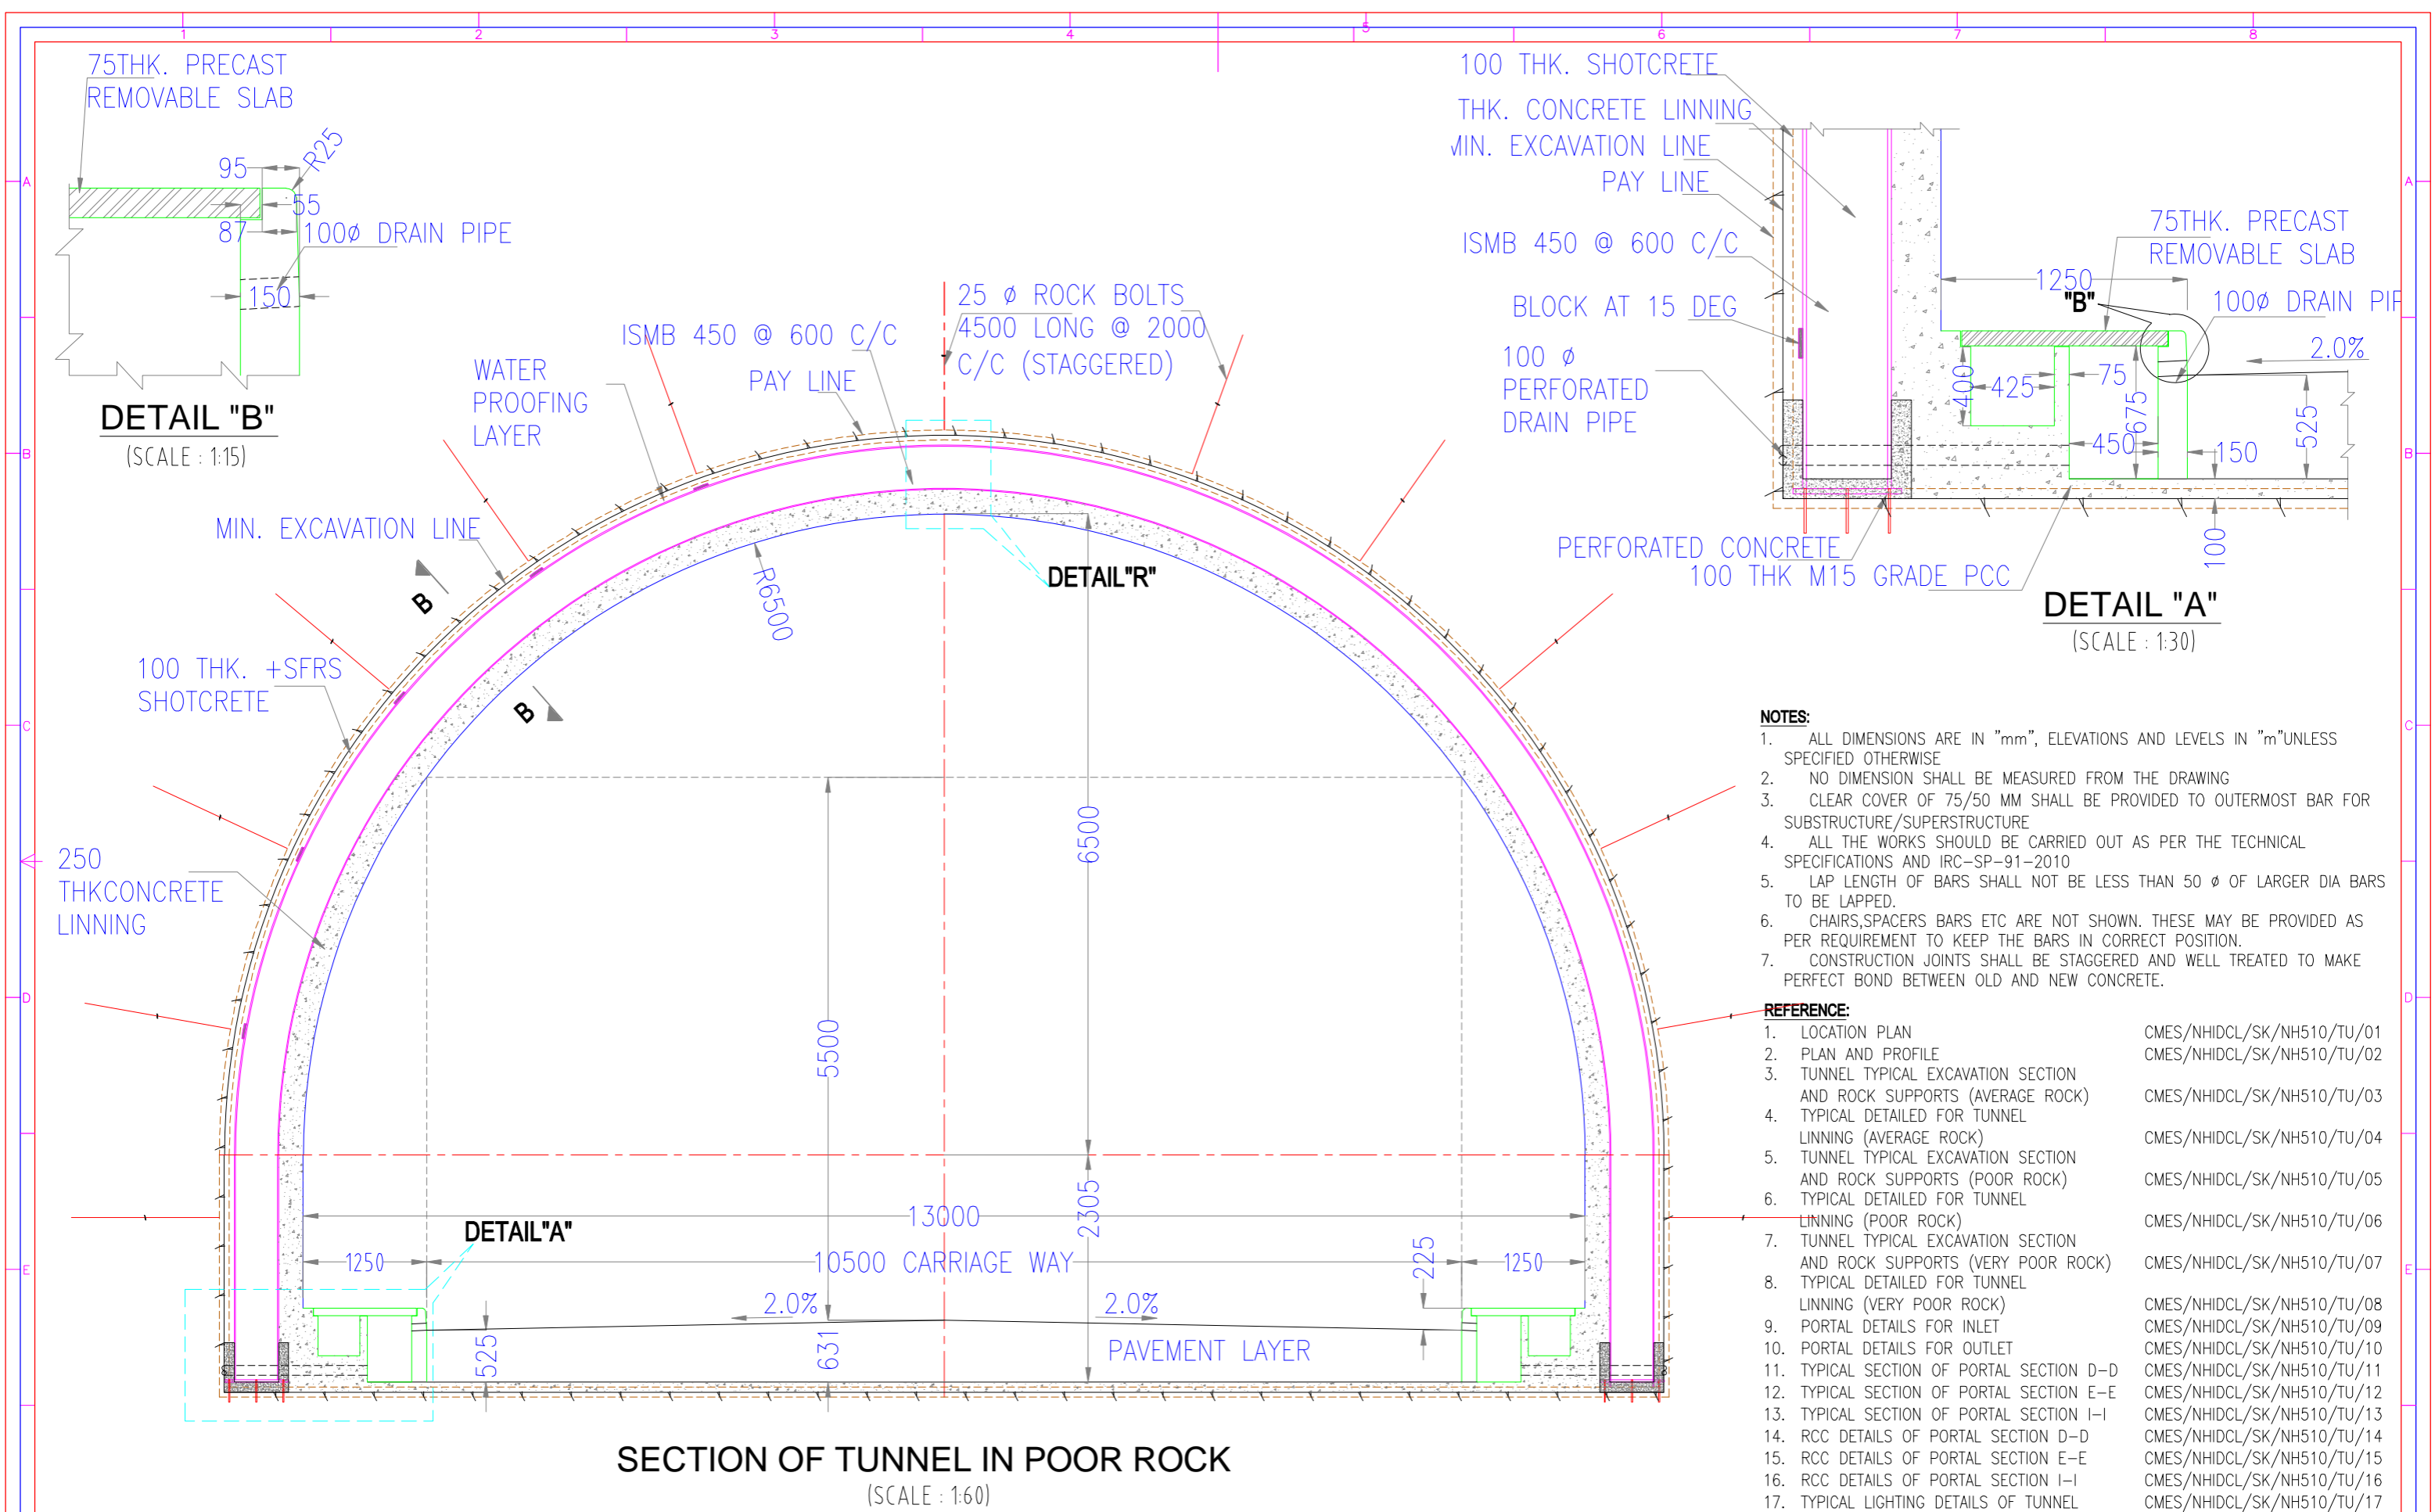 1 2 3 4 5 6 7 8
75THK. PRECAST
REMOVABLE SLAB
95
R25
55
87
100ø DRAIN PIPE
150
DETAIL "B"
(SCALE : 1:15)
100 THK. SHOTCRETE
THK. CONCRETE LINNING
MIN. EXCAVATION LINE
PAY LINE
ISMB 450 @ 600 C/C
BLOCK AT 15 DEG
100 ø
PERFORATED
DRAIN PIPE
75THK. PRECAST
REMOVABLE SLAB
1250
"B"
100ø DRAIN PIP
2.0%
400
425
75
675
525
450
150
100
PERFORATED CONCRETE
100 THK M15 GRADE PCC
DETAIL "A"
(SCALE : 1:30)
25 ø ROCK BOLTS
4500 LONG @ 2000
C/C (STAGGERED)
ISMB 450 @ 600 C/C
PAY LINE
WATER
PROOFING
LAYER
MIN. EXCAVATION LINE
B
B
DETAIL"R"
R6500
100 THK. +SFRS
SHOTCRETE
250
THKCONCRETE
LINNING
6500
5500
2305
13000
DETAIL"A"
1250
10500 CARRIAGE WAY
225
1250
2.0%
2.0%
525
631
PAVEMENT LAYER
SECTION OF TUNNEL IN POOR ROCK
(SCALE : 1:60)
NOTES:
1. ALL DIMENSIONS ARE IN "mm", ELEVATIONS AND LEVELS IN "m"UNLESS
SPECIFIED OTHERWISE
2. NO DIMENSION SHALL BE MEASURED FROM THE DRAWING
3. CLEAR COVER OF 75/50 MM SHALL BE PROVIDED TO OUTERMOST BAR FOR
SUBSTRUCTURE/SUPERSTRUCTURE
4. ALL THE WORKS SHOULD BE CARRIED OUT AS PER THE TECHNICAL
SPECIFICATIONS AND IRC-SP-91-2010
5. LAP LENGTH OF BARS SHALL NOT BE LESS THAN 50 ø OF LARGER DIA BARS
TO BE LAPPED.
6. CHAIRS,SPACERS BARS ETC ARE NOT SHOWN. THESE MAY BE PROVIDED AS
PER REQUIREMENT TO KEEP THE BARS IN CORRECT POSITION.
7. CONSTRUCTION JOINTS SHALL BE STAGGERED AND WELL TREATED TO MAKE
PERFECT BOND BETWEEN OLD AND NEW CONCRETE.
REFERENCE:
1. LOCATION PLAN CMES/NHIDCL/SK/NH510/TU/01
2. PLAN AND PROFILE CMES/NHIDCL/SK/NH510/TU/02
3. TUNNEL TYPICAL EXCAVATION SECTION
AND ROCK SUPPORTS (AVERAGE ROCK) CMES/NHIDCL/SK/NH510/TU/03
4. TYPICAL DETAILED FOR TUNNEL
LINNING (AVERAGE ROCK) CMES/NHIDCL/SK/NH510/TU/04
5. TUNNEL TYPICAL EXCAVATION SECTION
AND ROCK SUPPORTS (POOR ROCK) CMES/NHIDCL/SK/NH510/TU/05
6. TYPICAL DETAILED FOR TUNNEL
LINNING (POOR ROCK) CMES/NHIDCL/SK/NH510/TU/06
7. TUNNEL TYPICAL EXCAVATION SECTION
AND ROCK SUPPORTS (VERY POOR ROCK) CMES/NHIDCL/SK/NH510/TU/07
8. TYPICAL DETAILED FOR TUNNEL
LINNING (VERY POOR ROCK) CMES/NHIDCL/SK/NH510/TU/08
9. PORTAL DETAILS FOR INLET CMES/NHIDCL/SK/NH510/TU/09
10. PORTAL DETAILS FOR OUTLET CMES/NHIDCL/SK/NH510/TU/10
11. TYPICAL SECTION OF PORTAL SECTION D-D CMES/NHIDCL/SK/NH510/TU/11
12. TYPICAL SECTION OF PORTAL SECTION E-E CMES/NHIDCL/SK/NH510/TU/12
13. TYPICAL SECTION OF PORTAL SECTION I-I CMES/NHIDCL/SK/NH510/TU/13
14. RCC DETAILS OF PORTAL SECTION D-D CMES/NHIDCL/SK/NH510/TU/14
15. RCC DETAILS OF PORTAL SECTION E-E CMES/NHIDCL/SK/NH510/TU/15
16. RCC DETAILS OF PORTAL SECTION I-I CMES/NHIDCL/SK/NH510/TU/16
17. TYPICAL LIGHTING DETAILS OF TUNNEL CMES/NHIDCL/SK/NH510/TU/17
A A
B B
C C
D D
E E